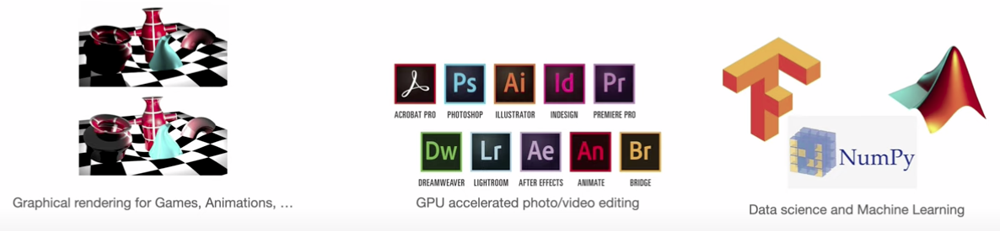 Ps
Ai
Id
Pr
ACROBAT PRO
PHOTOSHOP
ILLUSTRATOR
INDESIGN
PREMIERE PRO
Dw
Lr
Ae
An
Br
DREAMWEAVER
LIGHTROOM
AFTER EFFECTS
ANIMATE
BRIDGE
NumPy
Graphical rendering for Games, Animations, …
GPU accelerated photo/video editing
Data science and Machine Learning